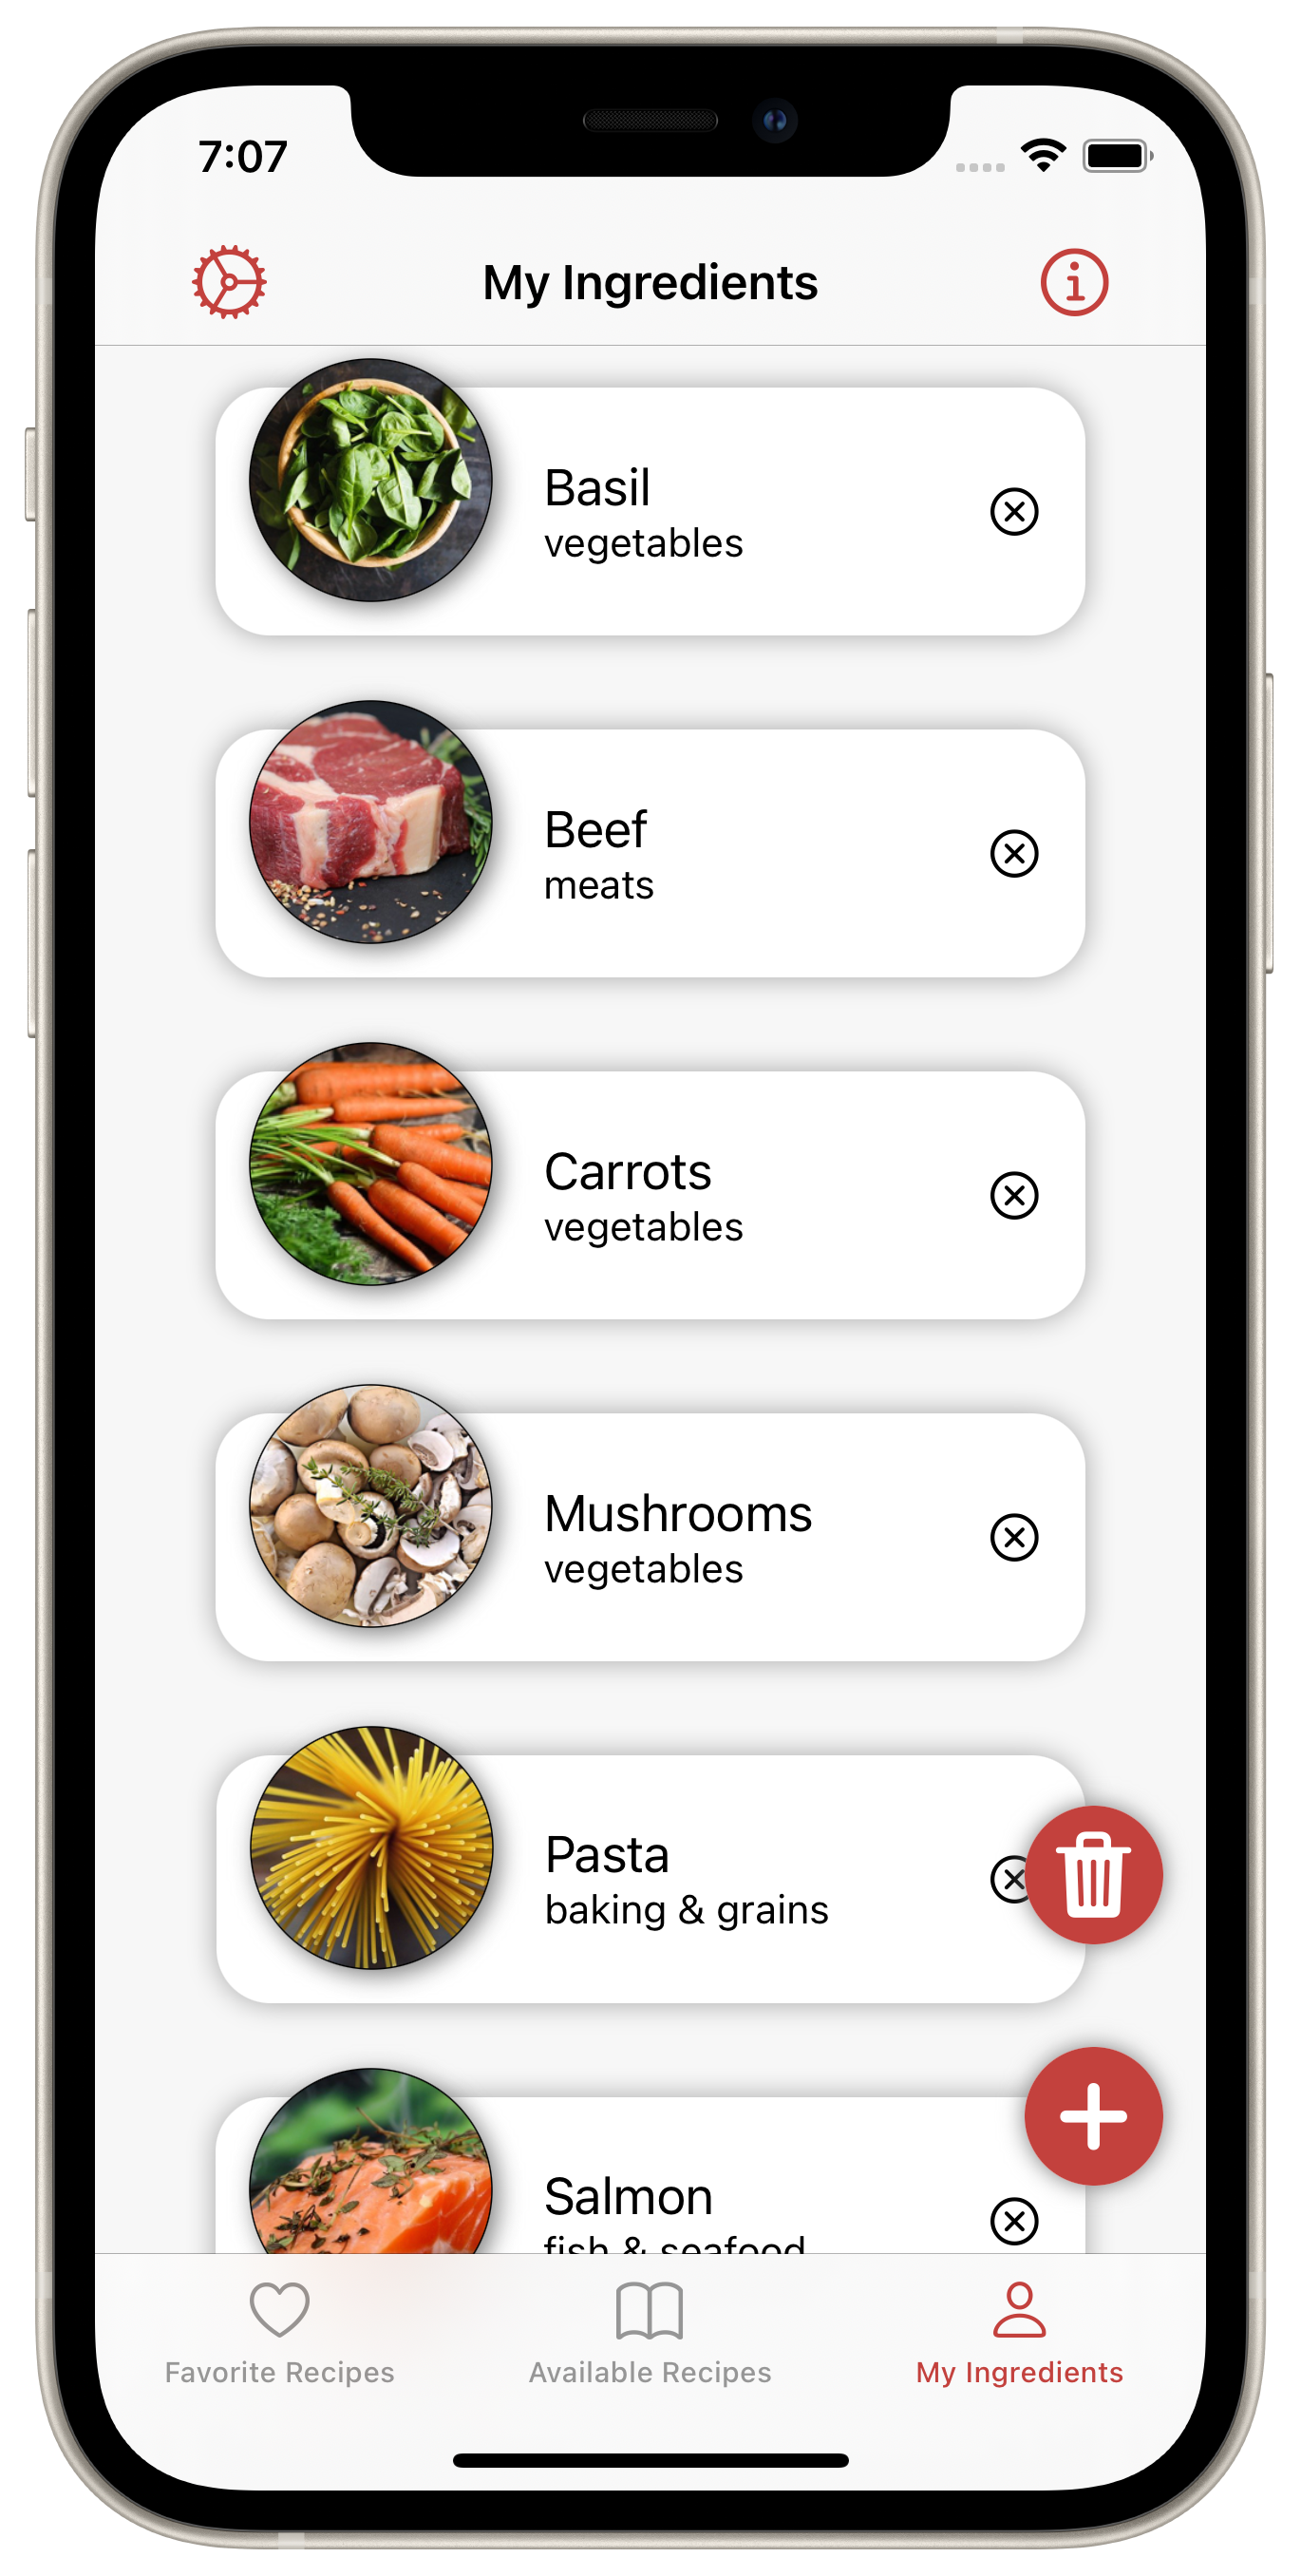 7:07
My Ingredients
Basil
vegetables
Beef
meats
Carrots
vegetables
Mushrooms
vegetables
Pasta
baking & grains
Salmon
fish & seafood
Favorite Recipes
Available Recipes
My Ingredients